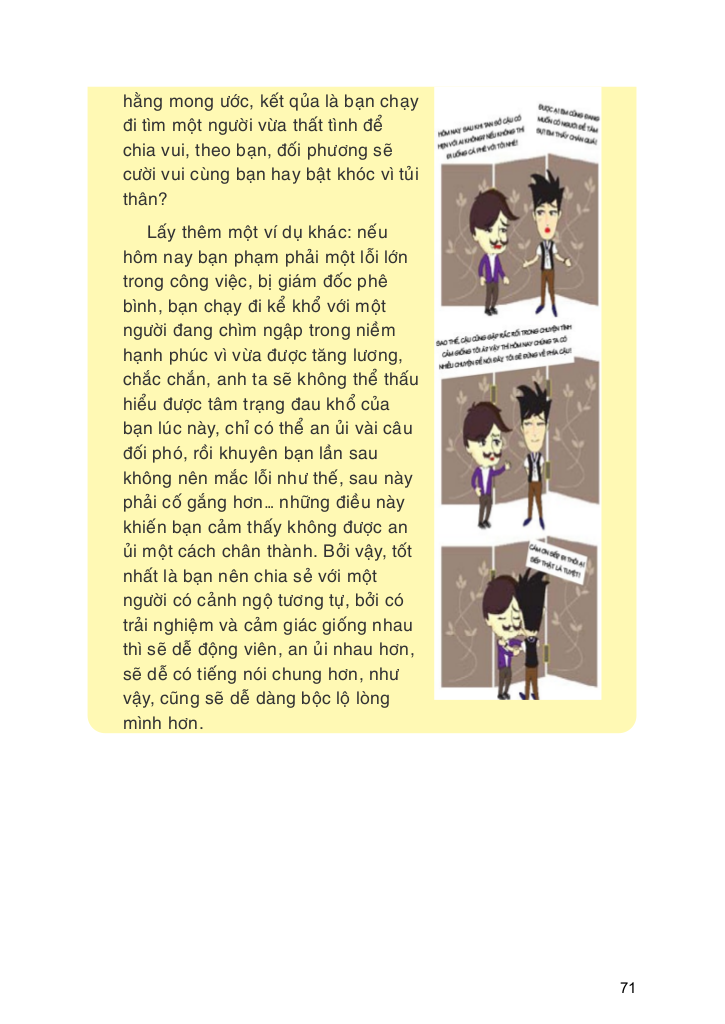 hằng mong ước, kết qủa là bạn chạy
đi tìm một người vừa thất tình để
chia vui, theo bạn, đối phương sẽ
cười vui cùng bạn hay bật khóc vì tủi
thân?
Lấy thêm một ví dụ khác: nếu
hôm nay bạn phạm phải một lỗi lớn
trong công việc, bị giám đốc phê
bình, bạn chạy đi kể khổ với một
người đang chìm ngập trong niềm
hạnh phúc vì vừa được tăng lương,
chắc chắn, anh ta sẽ không thể thấu
hiểu được tâm trạng đau khổ của
bạn lúc này, chỉ có thể an ủi vài câu
đối phó, rồi khuyên bạn lần sau
không nên mắc lỗi như thế, sau này
phải cố gắng hơn… những điều này
khiến bạn cảm thấy không được an
ủi một cách chân thành. Bởi vậy, tốt
nhất là bạn nên chia sẻ với một
người có cảnh ngộ tương tự, bởi có
trải nghiệm và cảm giác giống nhau
thì sẽ dễ động viên, an ủi nhau hơn,
sẽ dễ có tiếng nói chung hơn, như
vậy, cũng sẽ dễ dàng bộc lộ lòng
mình hơn.
HÔM NAY SAU KHI TAN SỞ CẬU CÓ
HẸN VỚI AI KHÔNG? NẾU KHÔNG THÌ
ĐI UỐNG CÀ PHÊ VỚI TÔI NHÉ!
ĐƯỢC Ạ! EM CŨNG ĐANG
MUỐN CÓ NGƯỜI ĐỂ TÂM
SỰ! EM THẤY CHÁN QUÁ!
SAO THẾ, CẬU CŨNG GẶP RẮC RỐI TRONG CHUYỆN TÌNH
CẢM GIỐNG TÔI À? VẬY THÌ HÔM NAY CHÚNG TA CÓ
NHIỀU CHUYỆN ĐỂ NÓI ĐÂY. TÔI SẼ ĐỨNG VỀ PHÍA CẬU!
CẢM ƠN SẾP ĐI THÔI Ạ!
SẾP THẬT LÀ TUYỆT!
71